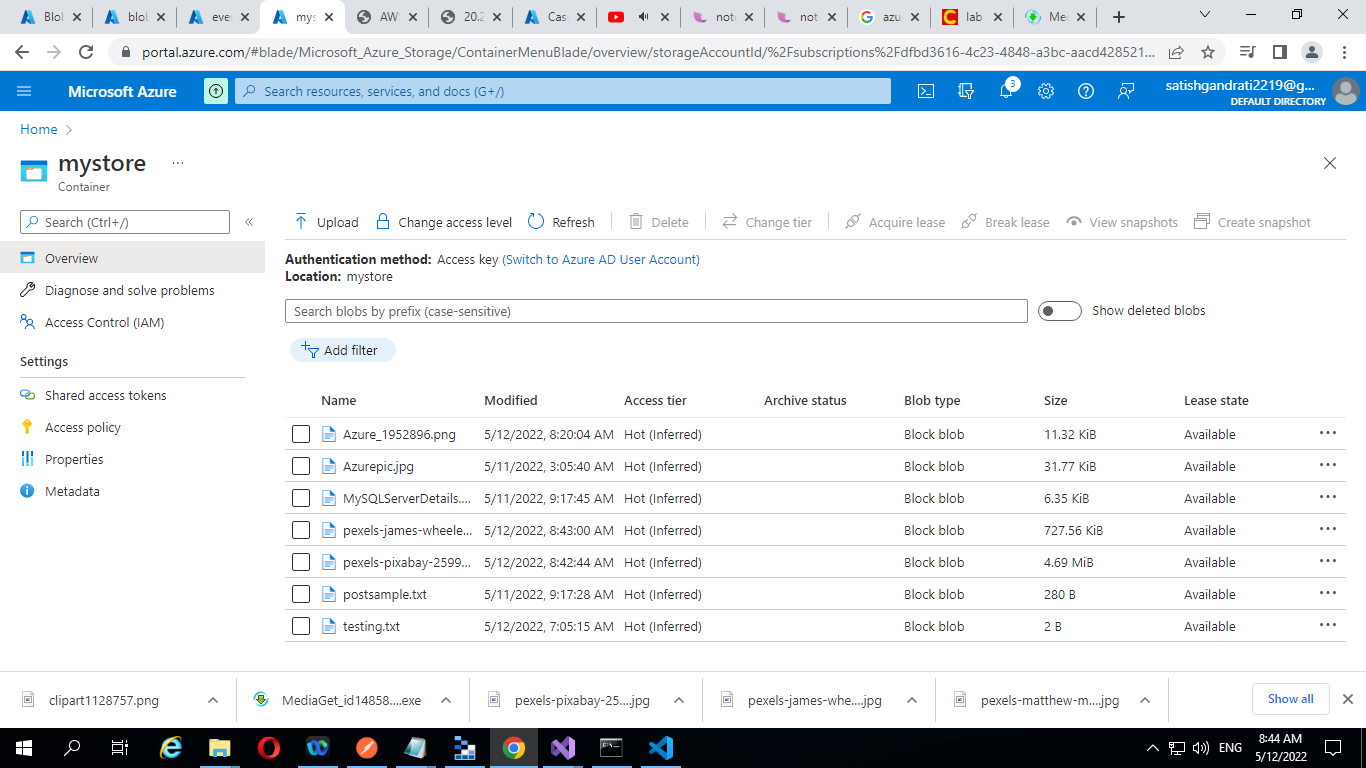 Blol
blob
eve
mys
AW
20.2
Case
note
not
azu
lab
Me
portal.azure.com/#blade/Microsoft_Azure_Storage/ContainerMenuBlade/overview/storageAccountId/%2Fsubscriptions%2Fdfbd3616-4c23-4848-a3bc-aacd428521...
Microsoft Azure
Search resources, services, and docs (G+/)
3
satishgandrati2219@g...
DEFAULT DIRECTORY
Home
mystore ...
Container
Search (Ctrl+/)
Overview
Diagnose and solve problems
Access Control (IAM)
Settings
Shared access tokens
Access policy
Properties
Metadata
Upload Change access level Refresh Delete Change tier Acquire lease Break lease View snapshots Create snapshot
Authentication method: Access key (Switch to Azure AD User Account)
Location: mystore
Search blobs by prefix (case-sensitive) Show deleted blobs
Add filter
Name Modified Access tier Archive status Blob type Size Lease state
Azure_1952896.png 5/12/2022, 8:20:04 AM Hot (Inferred) Block blob 11.32 KiB Available
Azurepic.jpg 5/11/2022, 3:05:40 AM Hot (Inferred) Block blob 31.77 KiB Available
MySQLServerDetails.... 5/11/2022, 9:17:45 AM Hot (Inferred) Block blob 6.35 KiB Available
pexels-james-wheele... 5/12/2022, 8:43:00 AM Hot (Inferred) Block blob 727.56 KiB Available
pexels-pixabay-2599... 5/12/2022, 8:42:44 AM Hot (Inferred) Block blob 4.69 MiB Available
postsample.txt 5/11/2022, 9:17:28 AM Hot (Inferred) Block blob 280 B Available
testing.txt 5/12/2022, 7:05:15 AM Hot (Inferred) Block blob 2 B Available
clipart1128757.png
MediaGet_id14858....exe
pexels-pixabay-25....jpg
pexels-james-whe....jpg
pexels-matthew-m....jpg
Show all
ENG
8:44 AM
5/12/2022